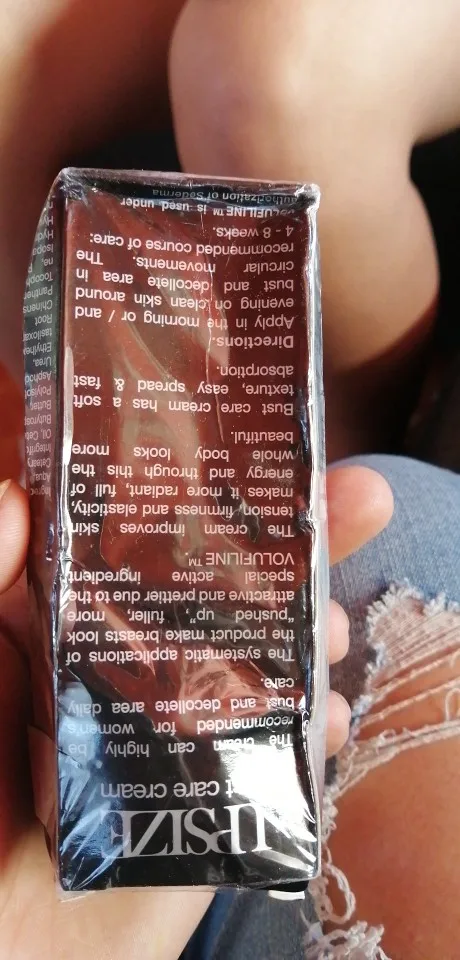 UPSIZE
care cream
The cream can highly be
recommended for women's
bust and decollete area daily
care.
The systematic applications of
the product make breasts look
"pushed up", fuller, more
attractive and prettier due to the
special active ingredient
VOLUFILINE™.
The cream improves skin
tension, firmness and elasticity,
makes it more radiant, full of
energy and through this the
whole body looks more
beautiful.
Bust care cream has a soft
texture, easy spread & fast
absorption.
Directions.
Apply in the morning and /
evening on clean skin around
bust and decollete area in
circular movements. The
recommended course of care:
4 - 8 weeks.
VOLUFILINE™ is used under
authorization of Sederma
Aqua
Root